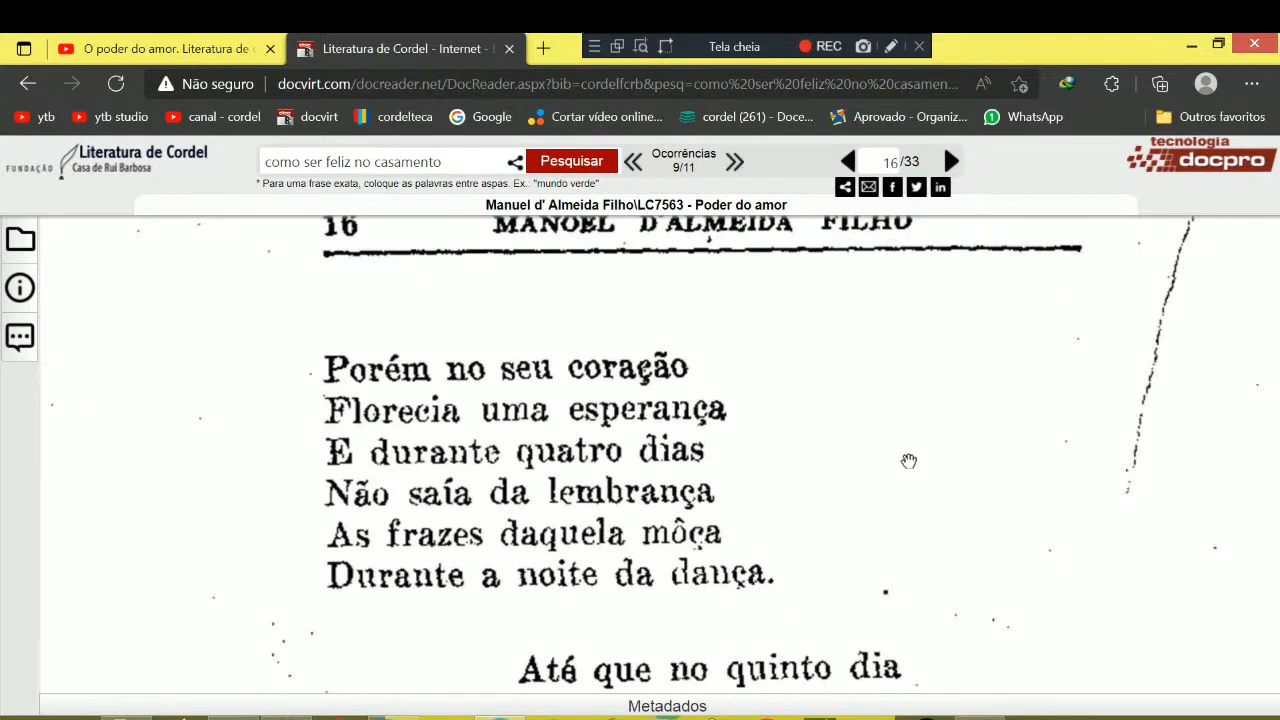 O poder do amor. Literatura de c
Literatura de Cordel - Internet - L
Tela cheia
REC
Não seguro
docvirt.com/docreader.net/DocReader.aspx?bib=cordelfcrb&pesq=como%20ser%20feliz%20no%20casamen...
ytb
ytb studio
canal - cordel
docvirt
cordelteca
Google
Cortar vídeo online...
cordel (261) - Doce...
Aprovado - Organiz...
WhatsApp
Outros favoritos
FUNDAÇÃO
Literatura de Cordel
Casa de Rui Barbosa
como ser feliz no casamento
Pesquisar
Ocorrências
9/11
16 /33
tecnologia
docpro
* Para uma frase exata, coloque as palavras entre aspas. Ex.: "mundo verde"
Manuel d' Almeida Filho\LC7563 - Poder do amor
16 MANOEL D'ALMEIDA FILHO
Porém no seu coração
Florecia uma esperança
E durante quatro dias
Não saía da lembrança
As frazes daquela môça
Durante a noite da dança.
Até que no quinto dia
Metadados